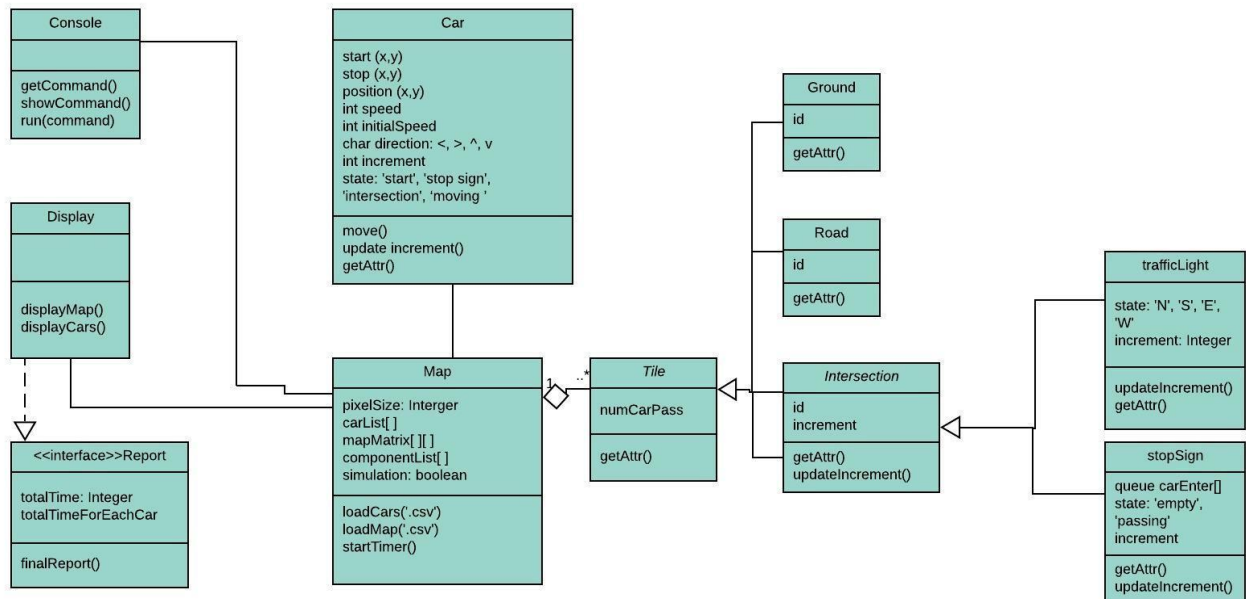 Console
getCommand()
showCommand()
run(command)
Car
start (x,y)
stop (x,y)
position (x,y)
int speed
int initialSpeed
char direction: <, >, ^, v
int increment
state: 'start', 'stop sign',
'intersection', 'moving '
move()
update increment()
getAttr()
Ground
id
getAttr()
Display
displayMap()
displayCars()
Road
id
getAttr()
trafficLight
state: 'N', 'S', 'E',
'W'
increment: Integer
updateIncrement()
getAttr()
Map
pixelSize: Interger
carList[ ]
mapMatrix[ ][ ]
componentList[ ]
simulation: boolean
loadCars('.csv')
loadMap('.csv')
startTimer()
1
..*
Tile
numCarPass
getAttr()
Intersection
id
increment
getAttr()
updateIncrement()
<<interface>>Report
totalTime: Integer
totalTimeForEachCar
finalReport()
stopSign
queue carEnter[]
state: 'empty',
'passing'
increment
getAttr()
updateIncrement()